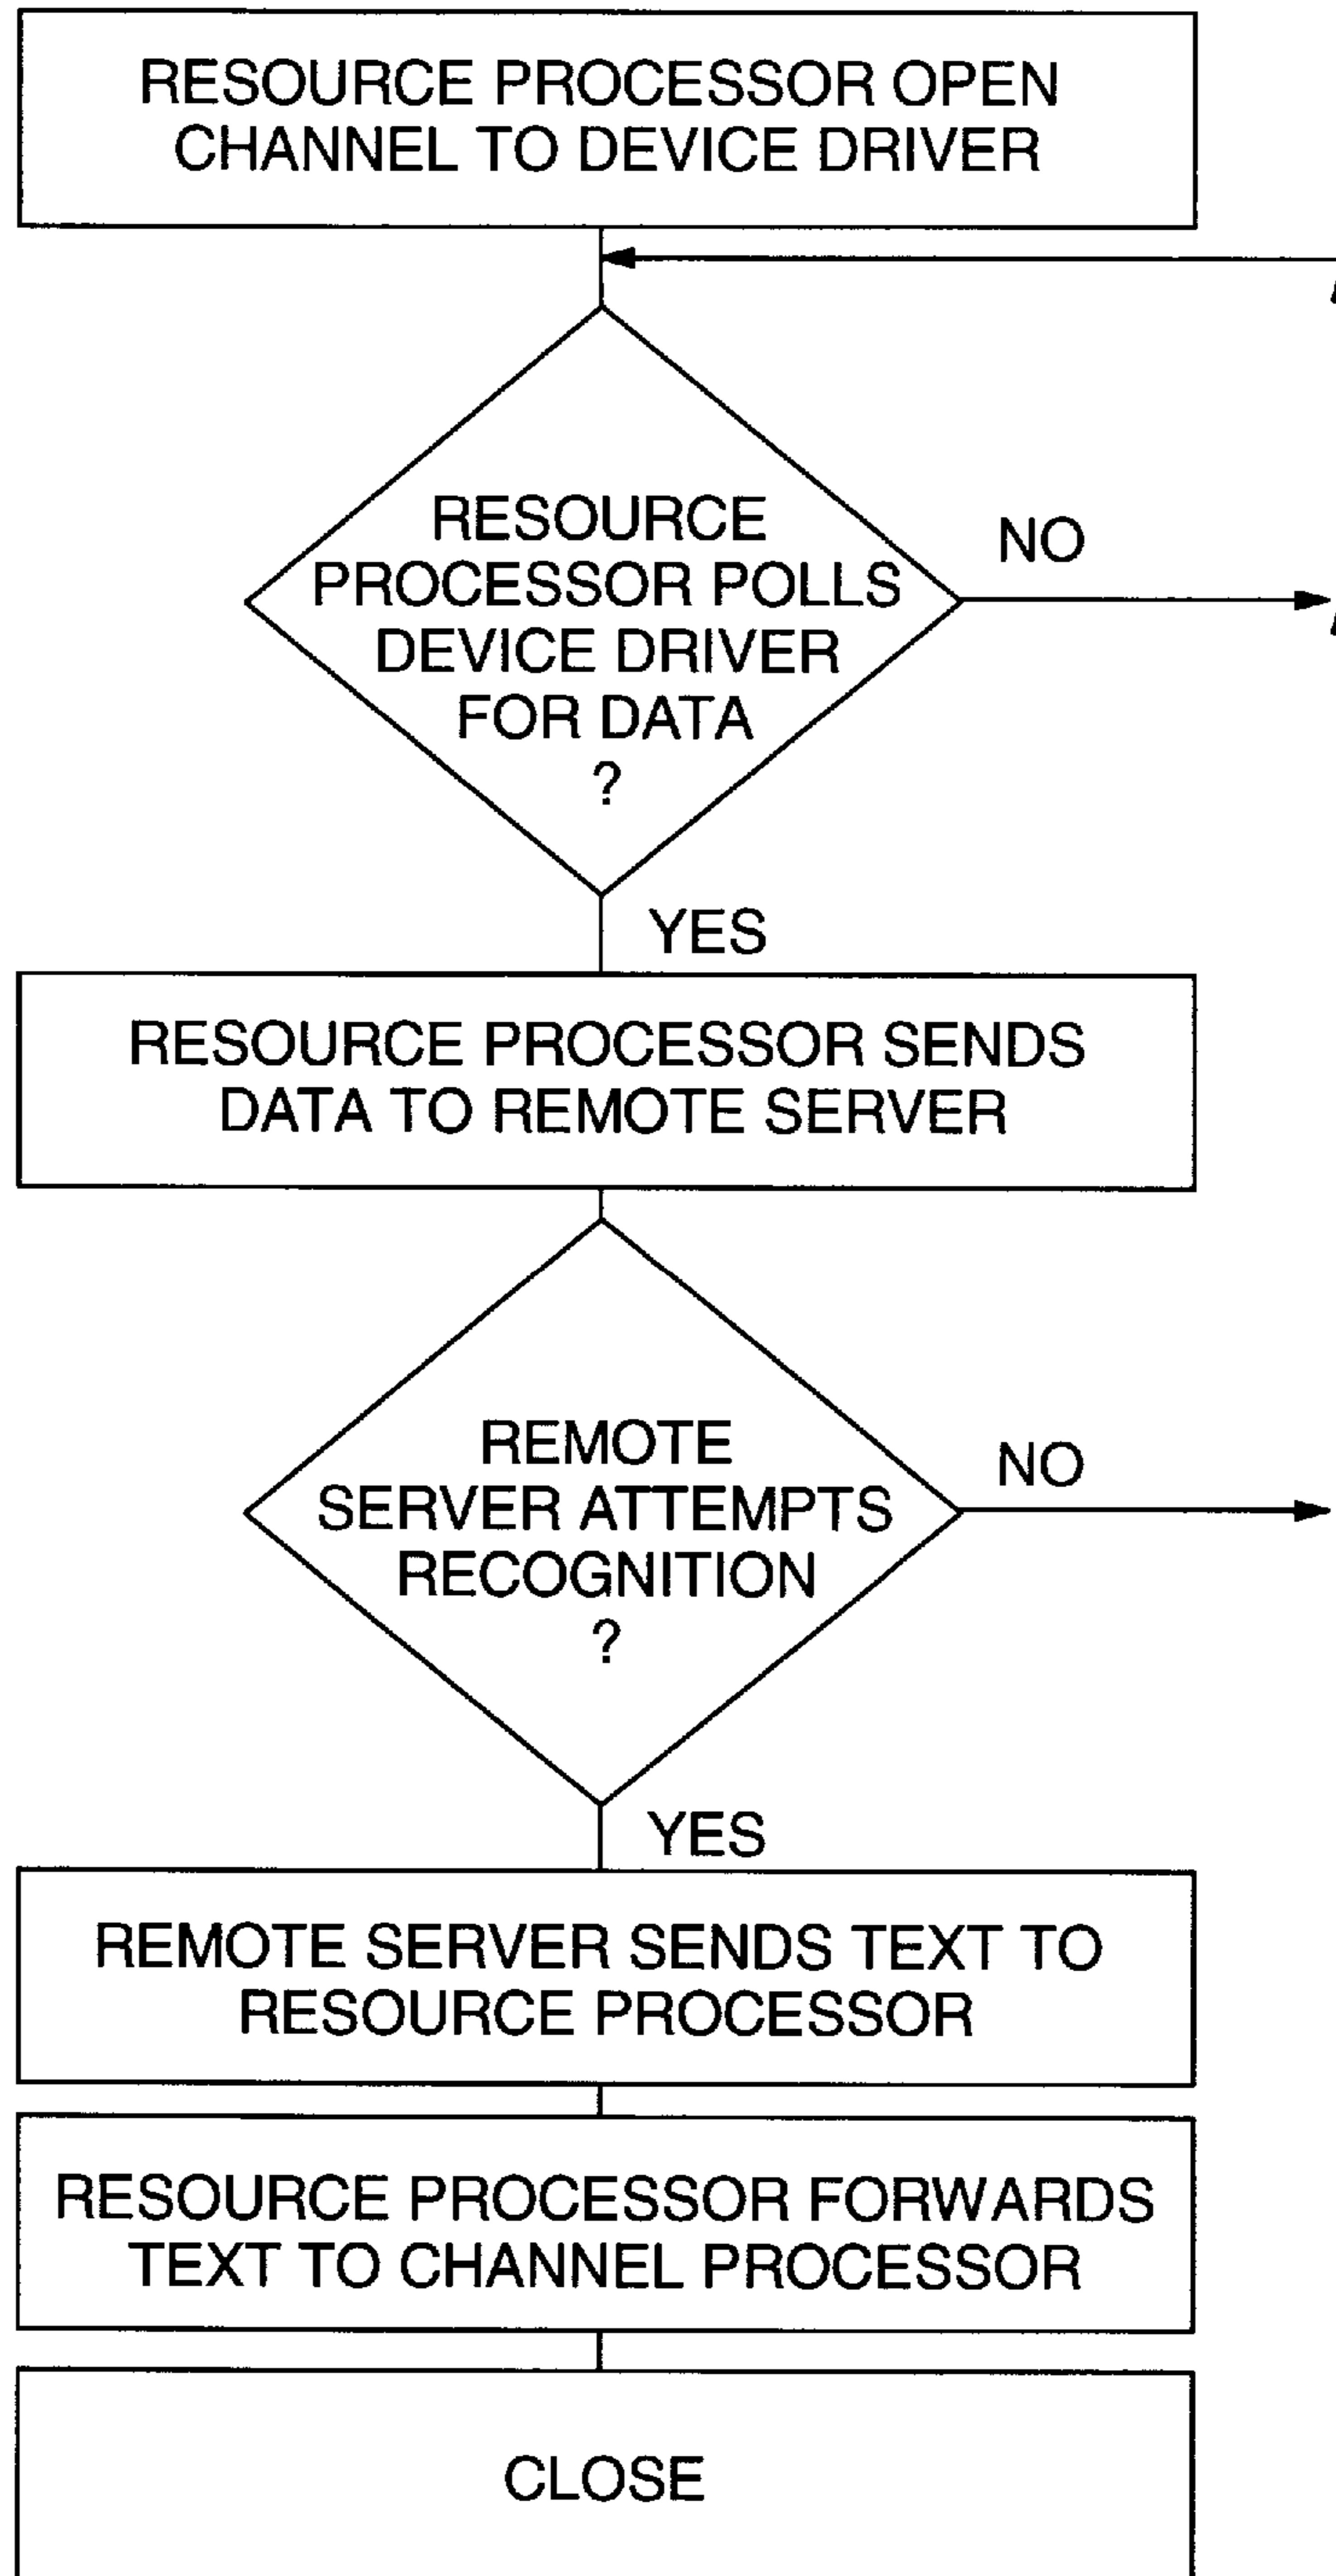 RESOURCE PROCESSOR OPEN
CHANNEL TO DEVICE DRIVER
RESOURCE
PROCESSOR POLLS
DEVICE DRIVER
FOR DATA
?
NO
YES
RESOURCE PROCESSOR SENDS
DATA TO REMOTE SERVER
REMOTE
SERVER ATTEMPTS
RECOGNITION
?
NO
YES
REMOTE SERVER SENDS TEXT TO
RESOURCE PROCESSOR
RESOURCE PROCESSOR FORWARDS
TEXT TO CHANNEL PROCESSOR
CLOSE